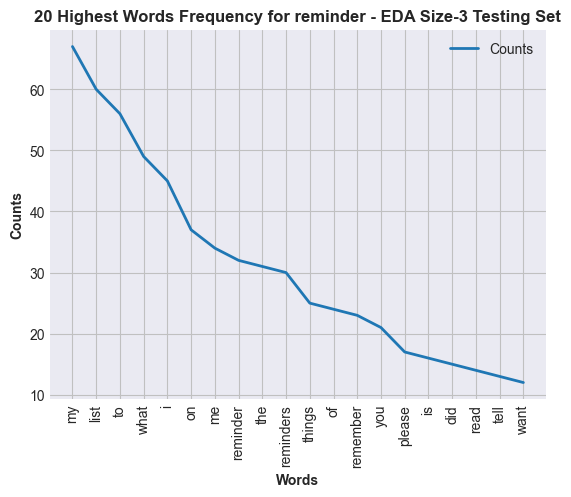 20 Highest Words Frequency for reminder - EDA Size-3 Testing Set
Counts
60
50
40
30
20
10
Counts
my
list
to
what
i
on
me
reminder
the
reminders
things
of
remember
you
please
is
did
read
tell
want
Words